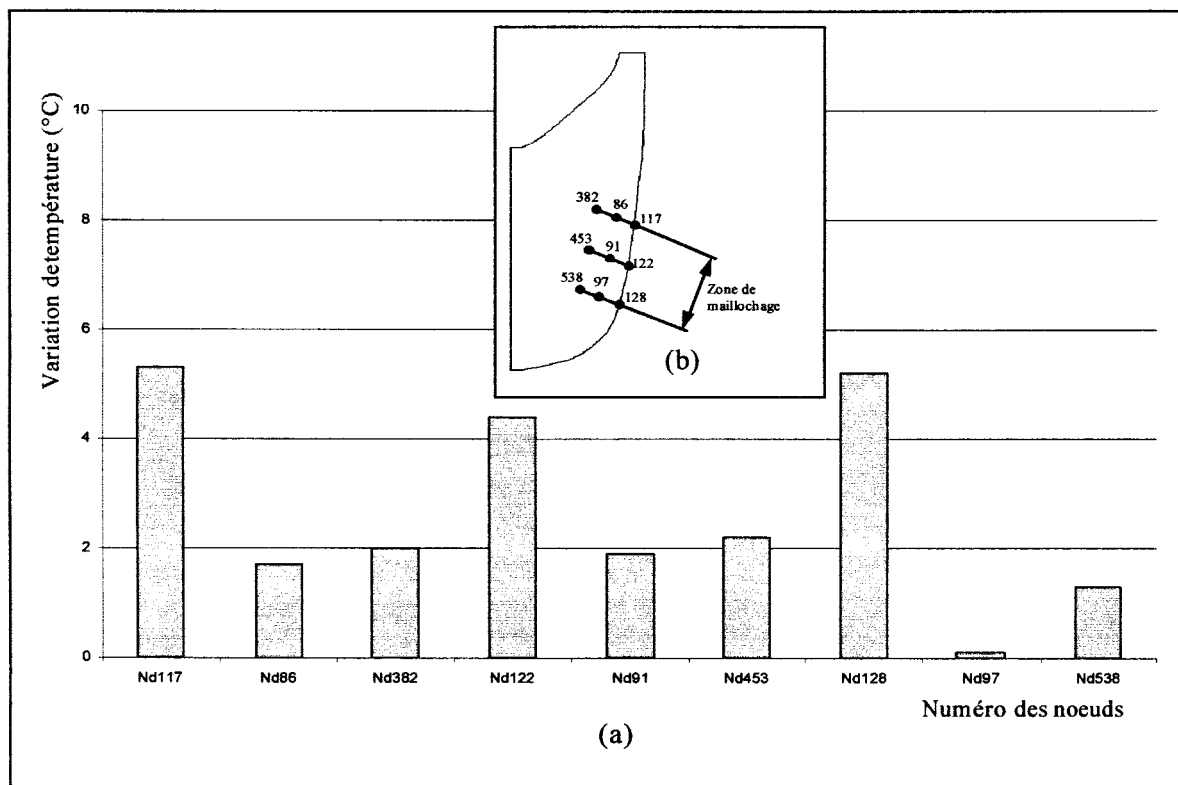 Variation detempérature (°C)
10
8
6
4
2
0
382
86
117
453
91
122
538
97
128
Zone de
maillochage
(b)
Nd117
Nd86
Nd382
Nd122
Nd91
Nd453
Nd128
Nd97
Nd538
Numéro des noeuds
(a)